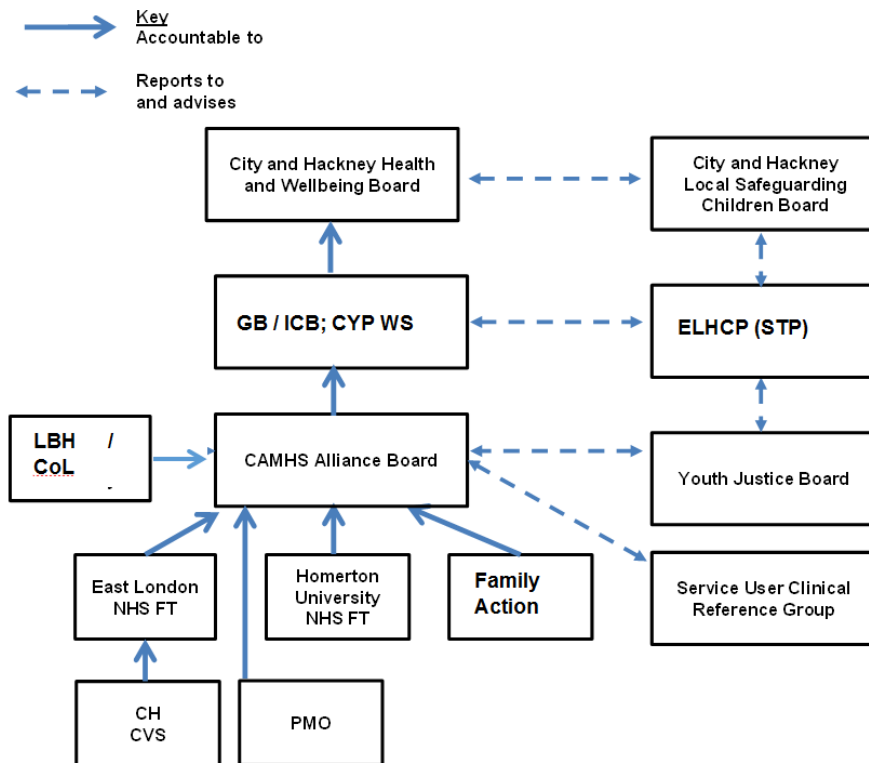 Key
Accountable to
Reports to
and advises
City and Hackney Health
and Wellbeing Board
City and Hackney
Local Safeguarding
Children Board
GB / ICB; CYP WS
ELHCP (STP)
LBH /
CoL
-
CAMHS Alliance Board
Youth Justice Board
East London
NHS FT
Homerton
University
NHS FT
Family
Action
Service User Clinical
Reference Group
CH
CVS
PMO